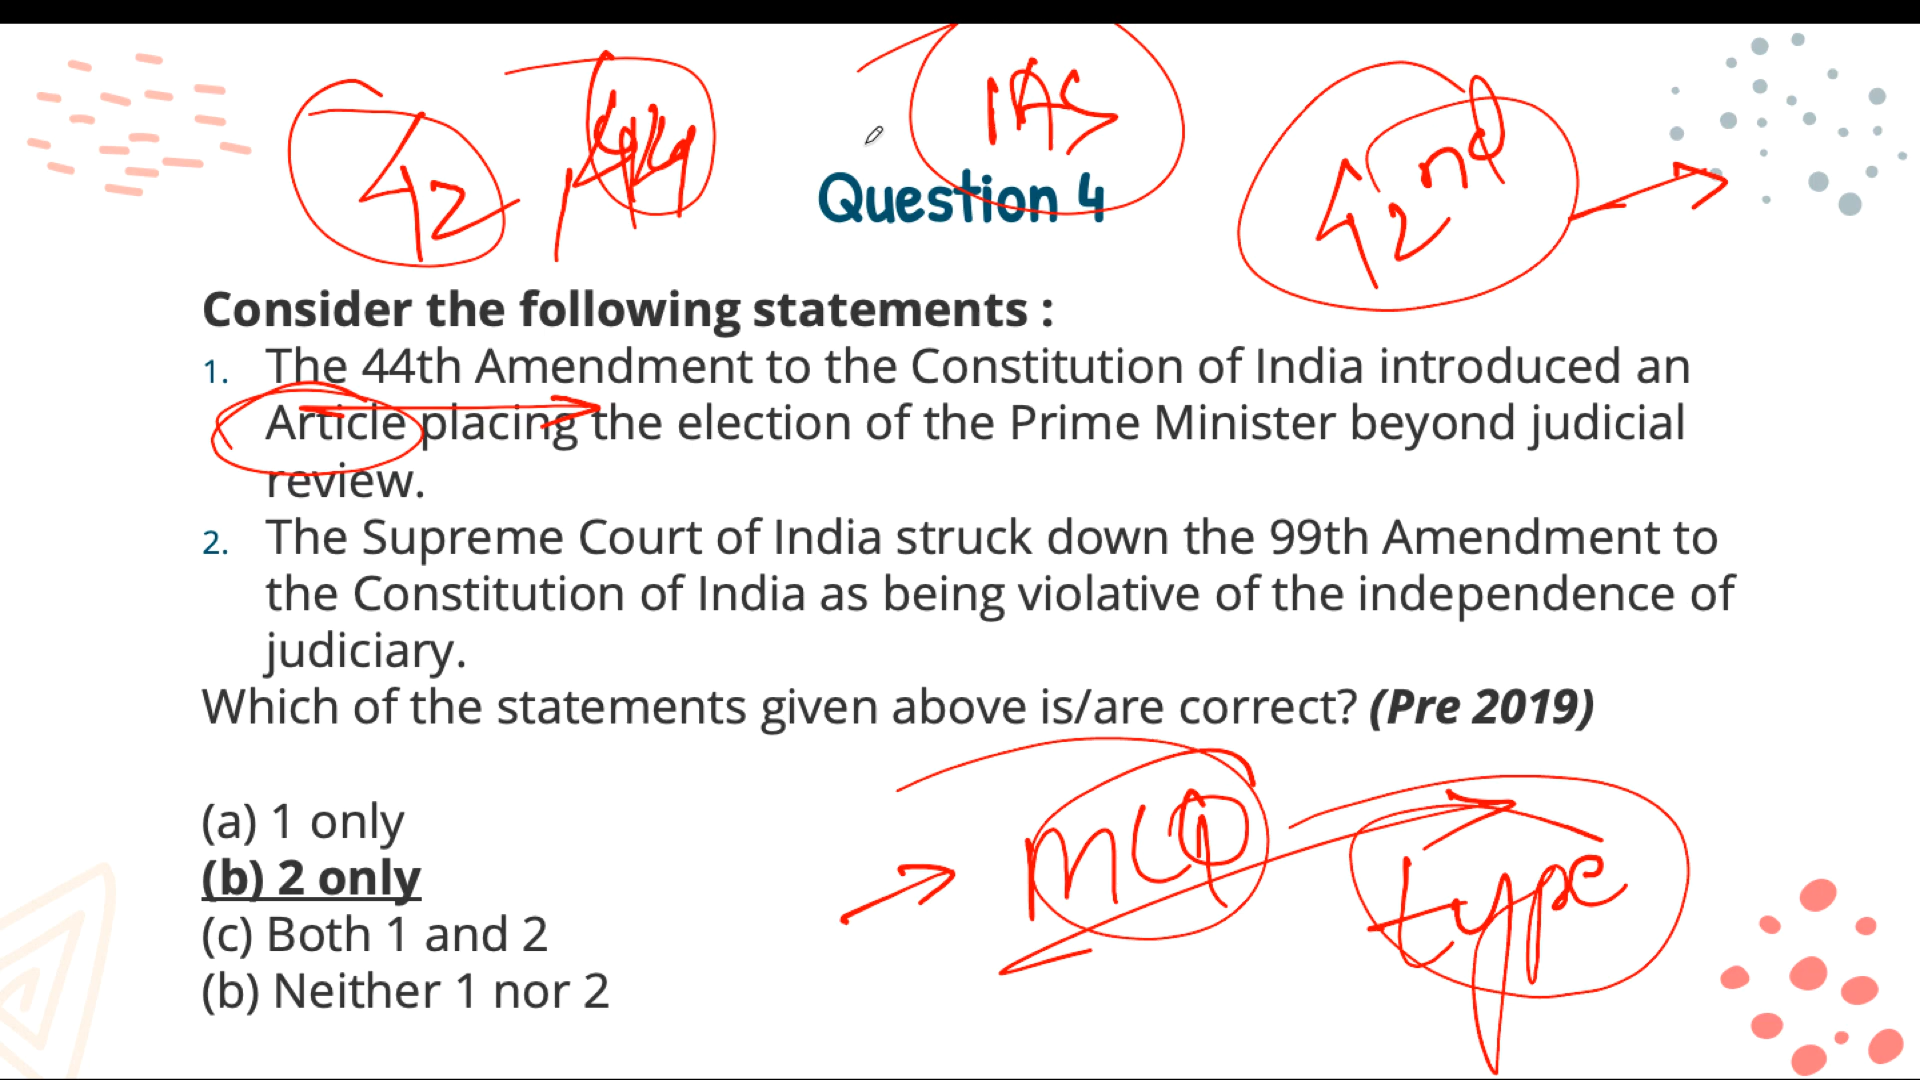 42
44
IAS
42nd
Question 4
Consider the following statements :
1. The 44th Amendment to the Constitution of India introduced an
Article placing the election of the Prime Minister beyond judicial
review.
2. The Supreme Court of India struck down the 99th Amendment to
the Constitution of India as being violative of the independence of
judiciary.
Which of the statements given above is/are correct? (Pre 2019)
(a) 1 only
(b) 2 only
(c) Both 1 and 2
(b) Neither 1 nor 2
MCQ type